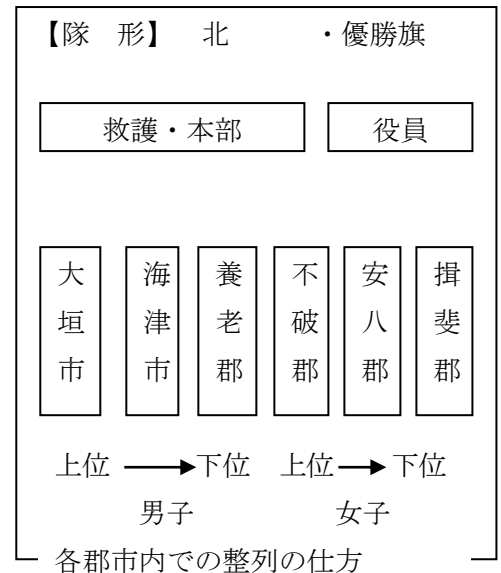 【隊　形】　北　　・優勝旗
救護・本部　役員
大垣市
海津市
養老郡
不破郡
安八郡
揖斐郡
上位　下位　上位　下位
男子　女子
各郡市内での整列の仕方